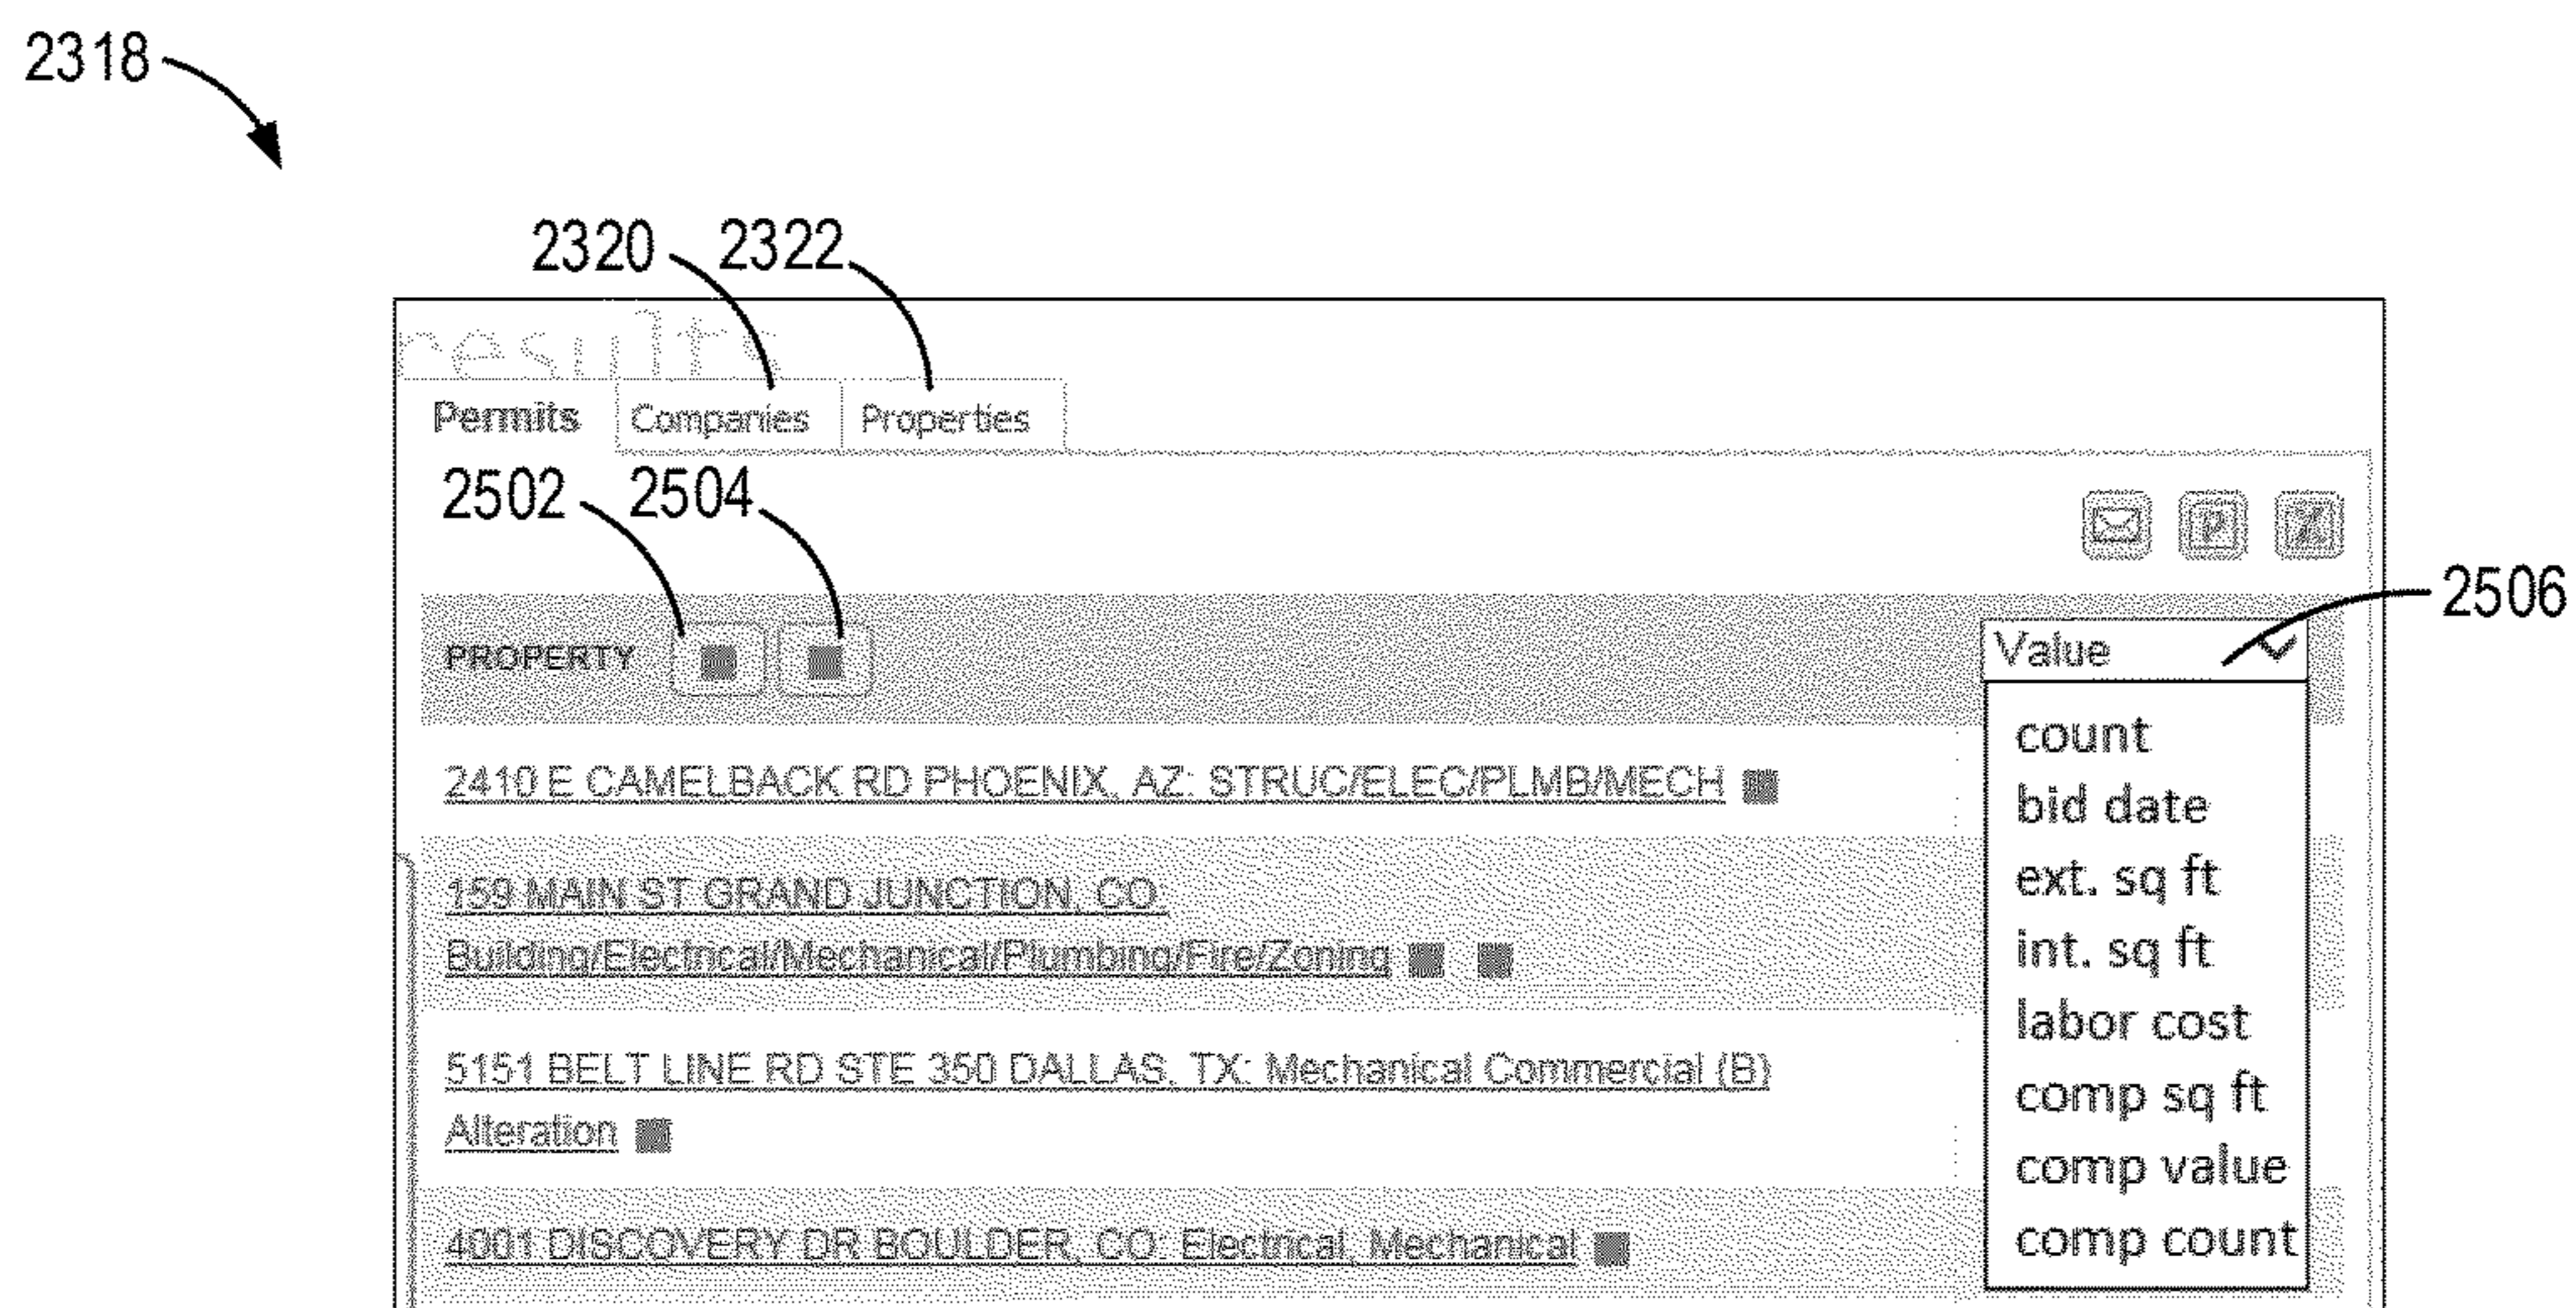 2318
2320 2322
results
Permits Companies Properties
2502 2504
2506
PROPERTY
Value
count
bid date
ext. sq ft
int. sq ft
labor cost
comp sq ft
comp value
comp count
2410 E CAMELBACK RD PHOENIX, AZ: STRUC/ELEC/PLMB/MECH
159 MAIN ST GRAND JUNCTION, CO:
Building/Electrical/Mechanical/Plumbing/Fire/Zoning
5151 BELT LINE RD STE 350 DALLAS, TX: Mechanical Commercial (B)
Alteration
4001 DISCOVERY DR BOULDER, CO: Electrical, Mechanical